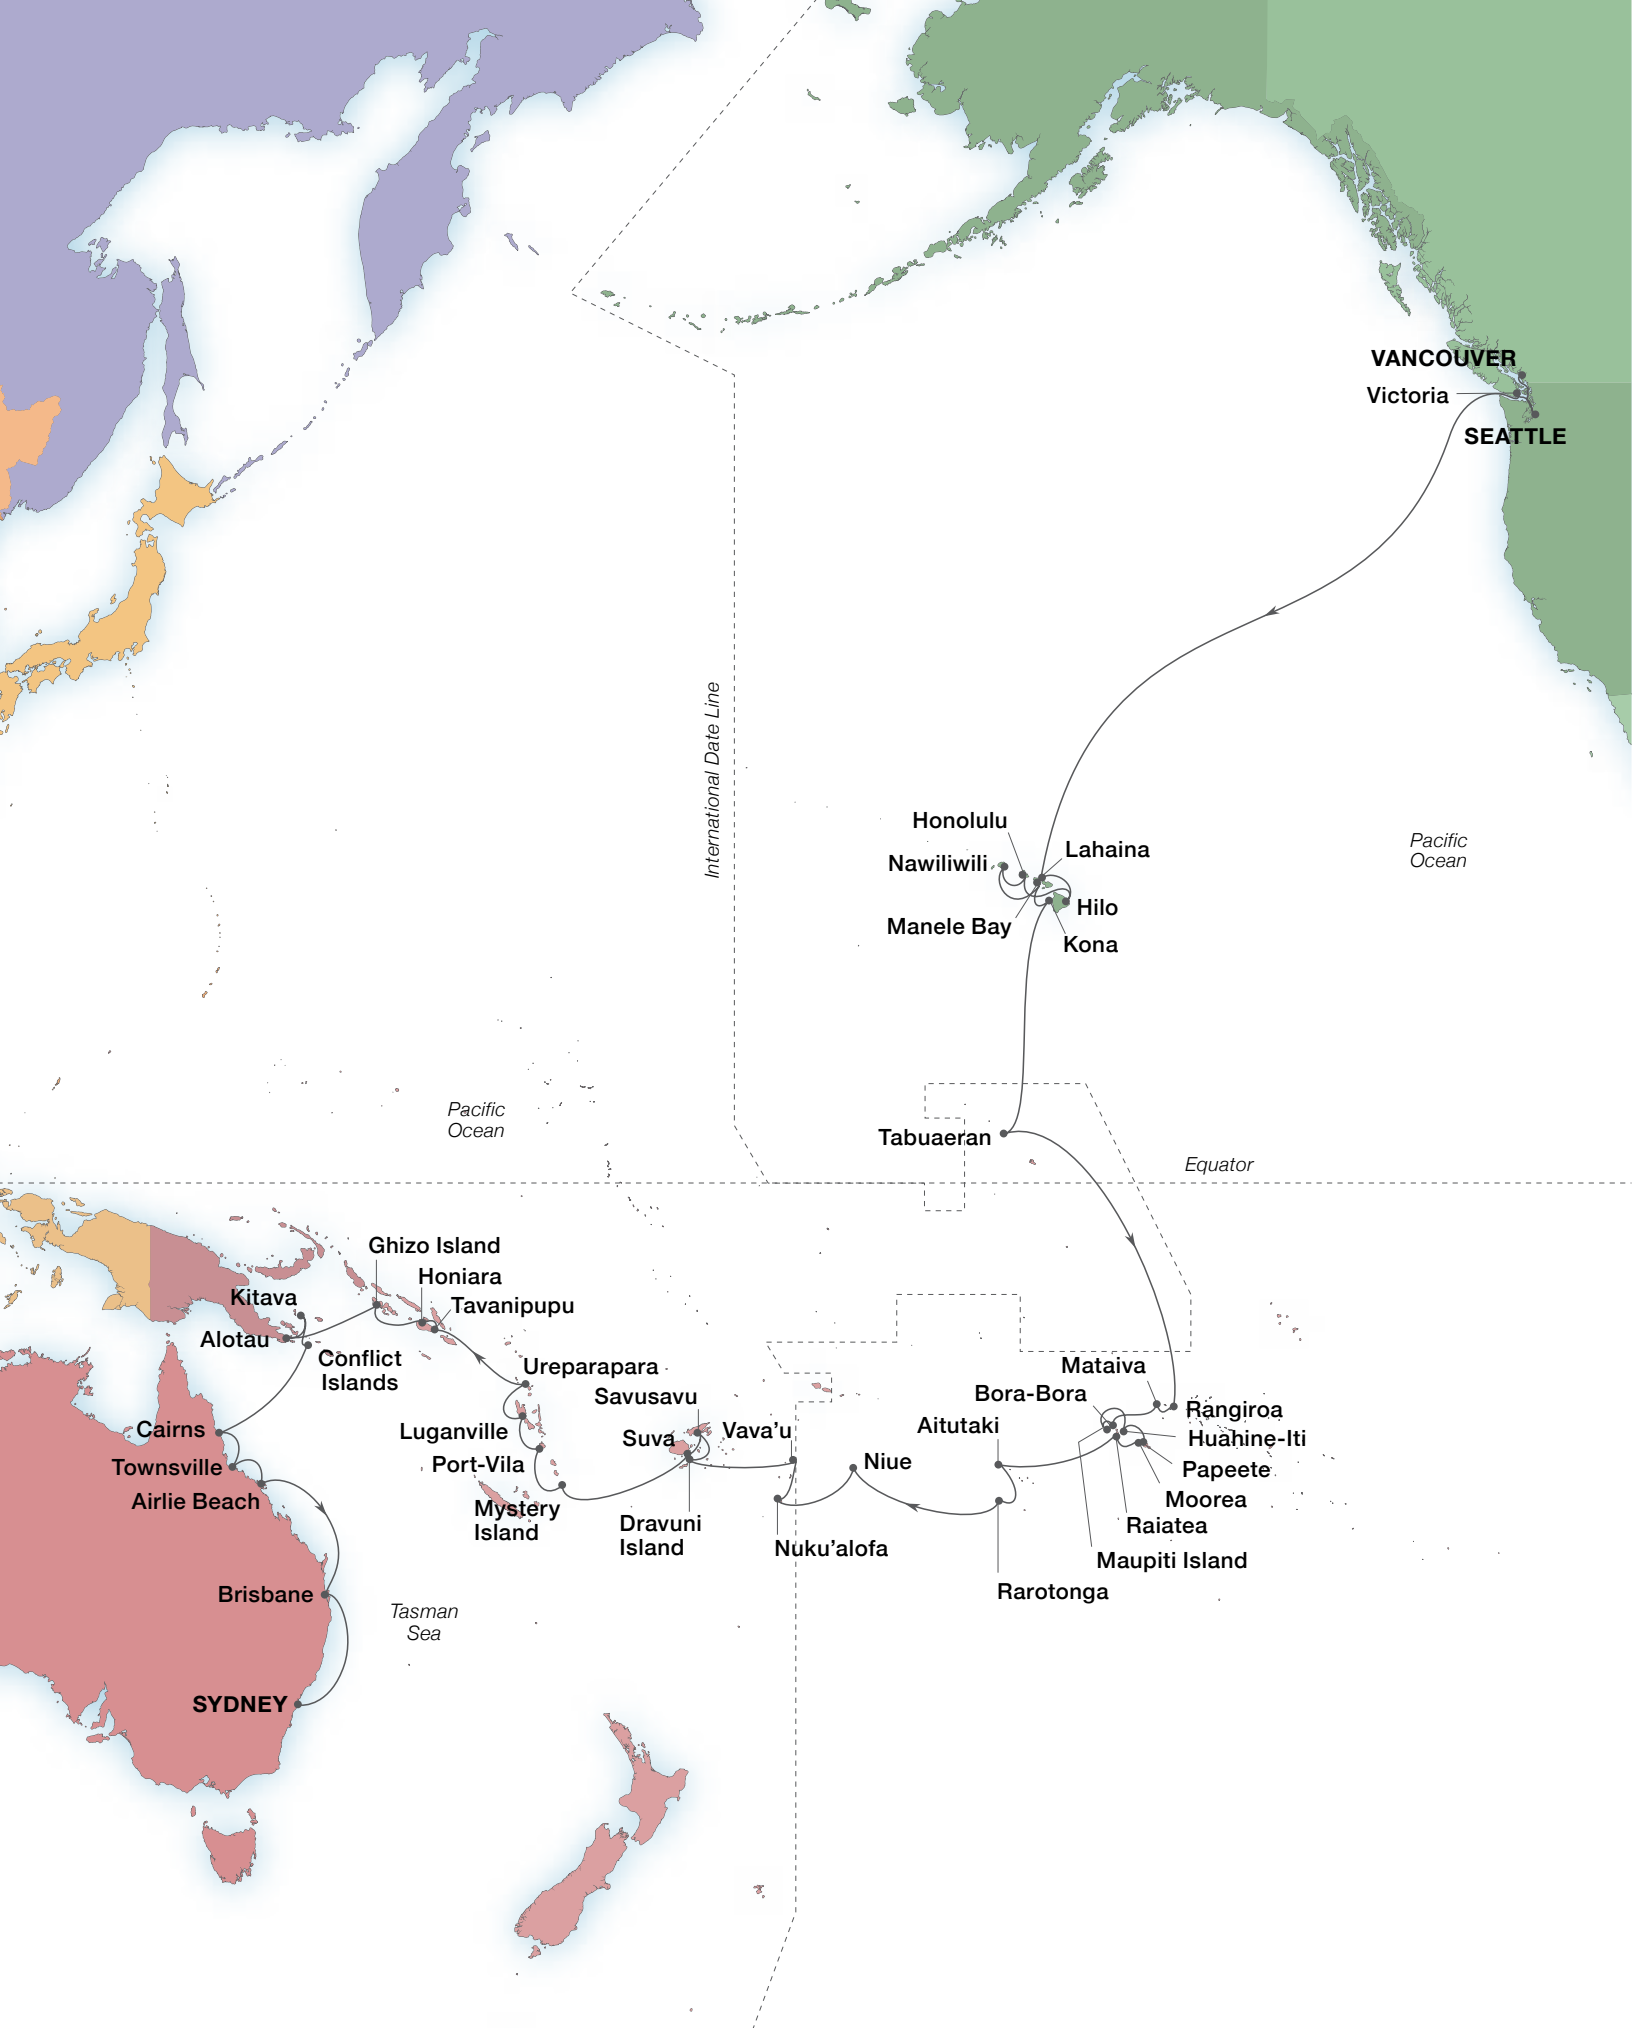 VANCOUVER
Victoria
SEATTLE
International Date Line
Honolulu
Lahaina
Nawiliwili
Pacific
Ocean
Hilo
Manele Bay
Kona
Pacific
Ocean
Tabuaeran
Equator
Ghizo Island
Honiara
Kitava
Tavanipupu
Alotau
Conflict
Islands
Ureparapara
Mataiva
Savusavu
Bora-Bora
Rangiroa
Cairns
Luganville
Suva
Vava'u
Aitutaki
Huahine-Iti
Townsville
Port-Vila
Niue
Papeete
Airlie Beach
Mystery
Island
Moorea
Dravuni
Island
Raiatea
Nuku'alofa
Maupiti Island
Brisbane
Rarotonga
Tasman
Sea
SYDNEY